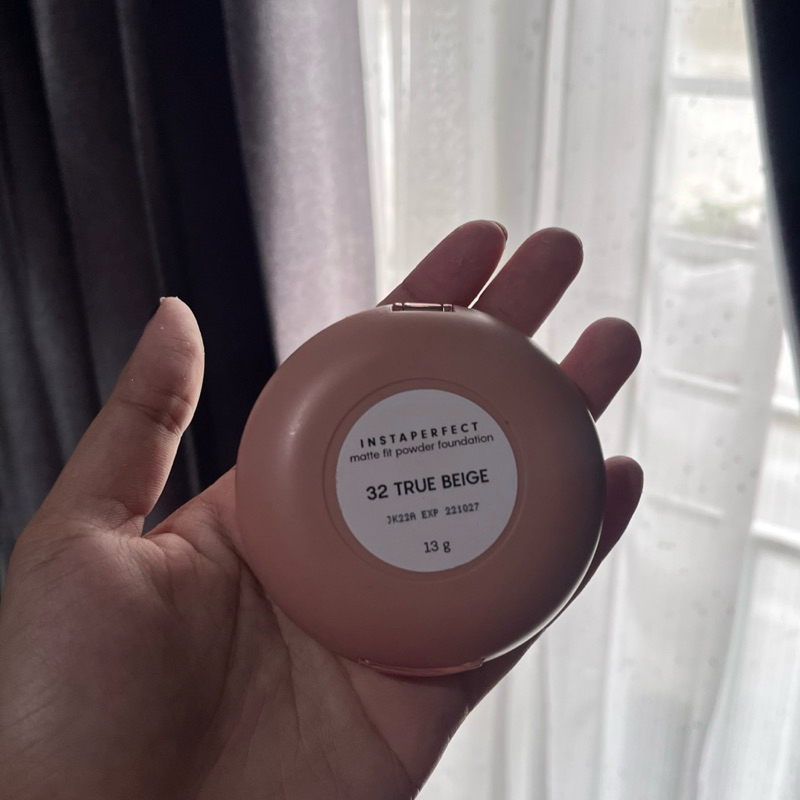 INSTAPERFECT
matte fit powder foundation
32 TRUE BEIGE
JK22A EXP 221027
13 g